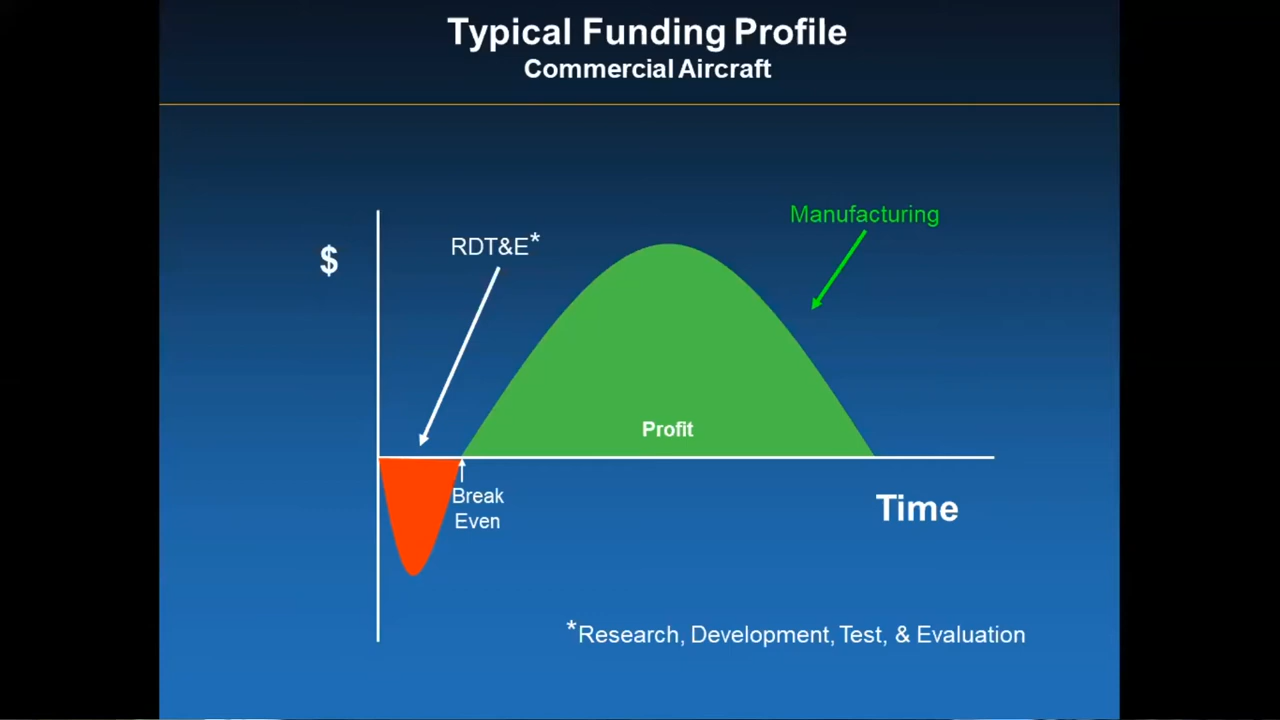 Typical Funding Profile
Commercial Aircraft
$
RDT&E*
Manufacturing
Profit
Break
Even
Time
*Research, Development, Test, & Evaluation